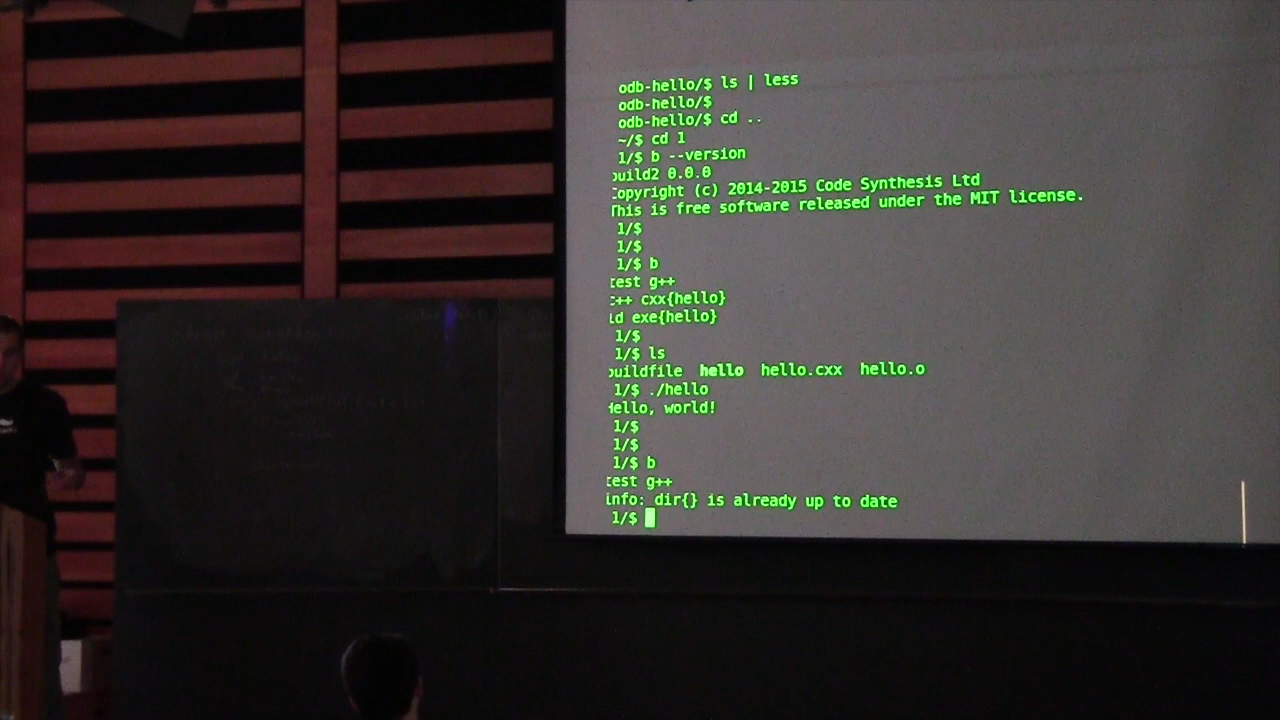 odb-hello/$ ls | less
odb-hello/$
odb-hello/$ cd ..
~/$ cd 1
1/$ b --version
build2 0.0.0
Copyright (c) 2014-2015 Code Synthesis Ltd
This is free software released under the MIT license.
1/$
1/$
1/$ b
test g++
c++ cxx{hello}
ld exe{hello}
1/$
1/$ ls
buildfile hello hello.cxx hello.o
1/$ ./hello
Hello, world!
1/$
1/$
1/$ b
test g++
info: dir{} is already up to date
1/$